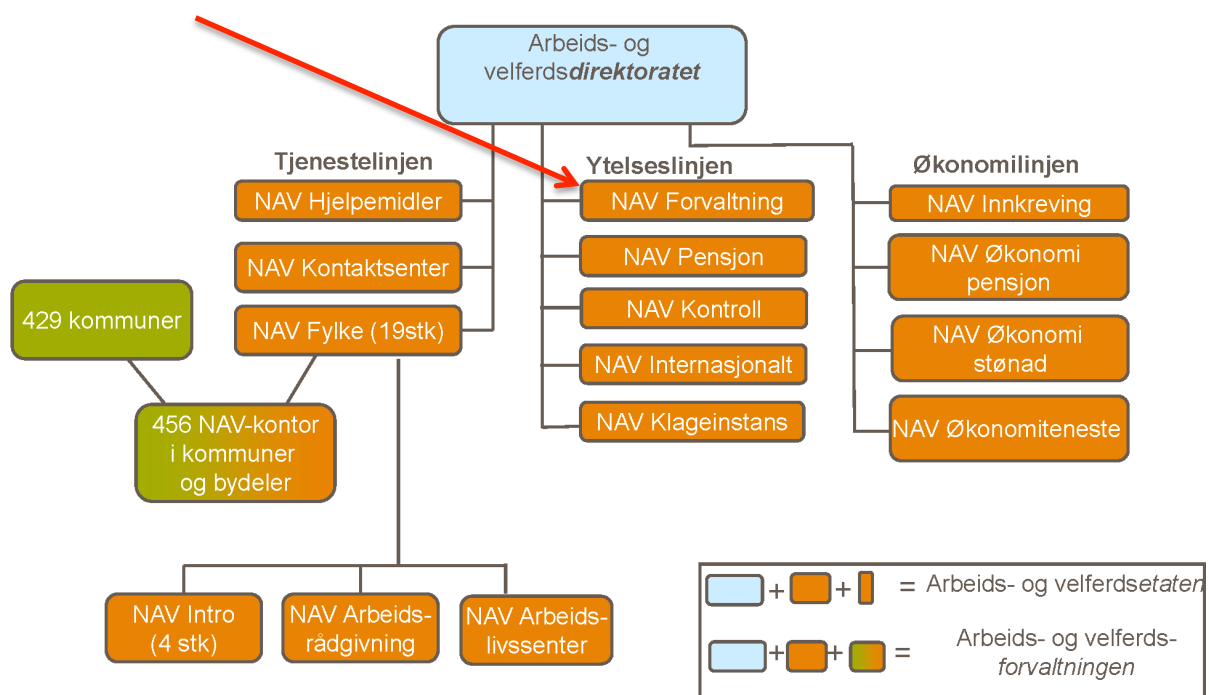 Arbeids- og
velferdsdirektoratet
Tjenestelinjen
NAV Hjelpemidler
NAV Kontaktsenter
NAV Fylke (19stk)
429 kommuner
456 NAV-kontor
i kommuner
og bydeler
NAV Intro
(4 stk)
NAV Arbeids-
rådgivning
NAV Arbeids-
livssenter
Ytelseslinjen
NAV Forvaltning
NAV Pensjon
NAV Kontroll
NAV Internasjonalt
NAV Klageinstans
Økonomilinjen
NAV Innkreving
NAV Økonomi
pensjon
NAV Økonomi
stønad
NAV Økonomiteneste
+ + = Arbeids- og velferdsetaten
+ + = Arbeids- og velferds-
forvaltningen